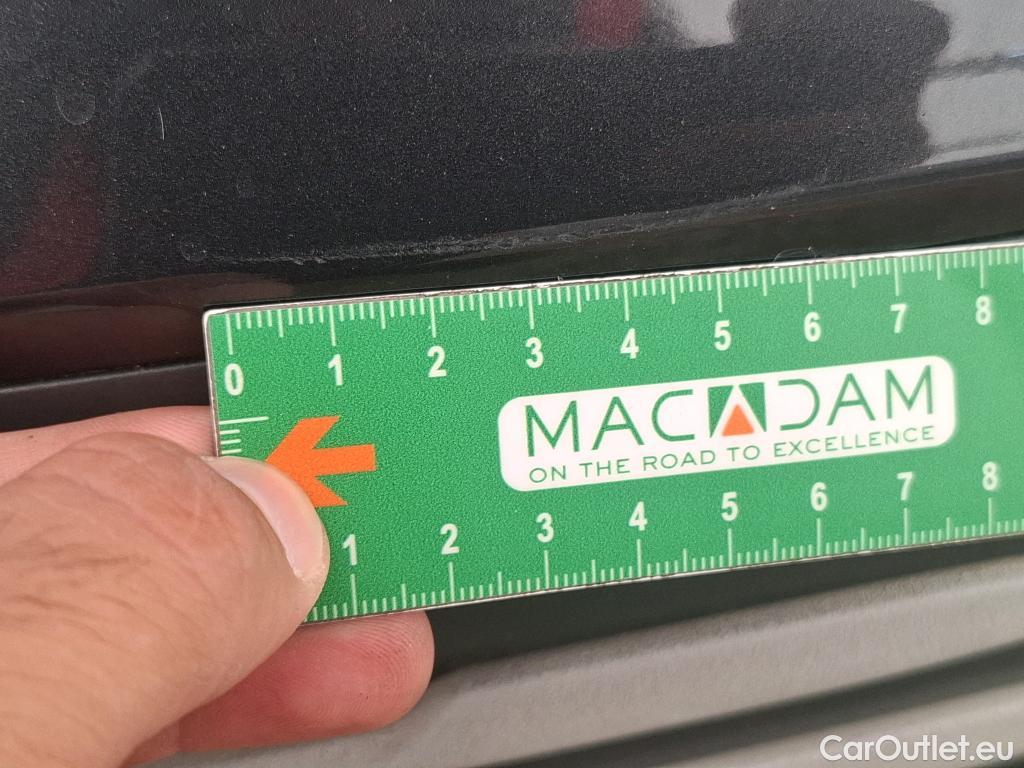 0 1 2 3 4 5 6 7 8
MACADAM
ON THE ROAD TO EXCELLENCE
1 2 3 4 5 6 7 8
CarOutlet.eu